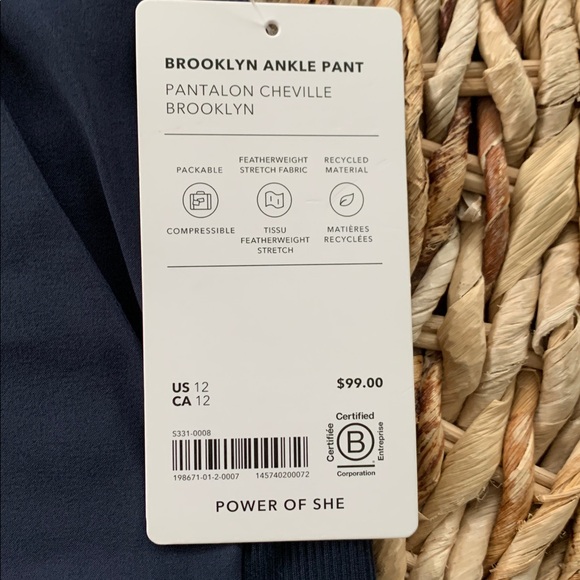 BROOKLYN ANKLE PANT
PANTALON CHEVILLE
BROOKLYN
PACKABLE
COMPRESSIBLE
FEATHERWEIGHT
STRETCH FABRIC
TISSU
FEATHERWEIGHT
STRETCH
RECYCLED
MATERIAL
MATIÈRES
RECYCLÉES
US 12
CA 12
$99.00
S331-0008
198671-01-2-0007 145740200072
Certified
Certifiée
B
Entreprise
Corporation
POWER OF SHE